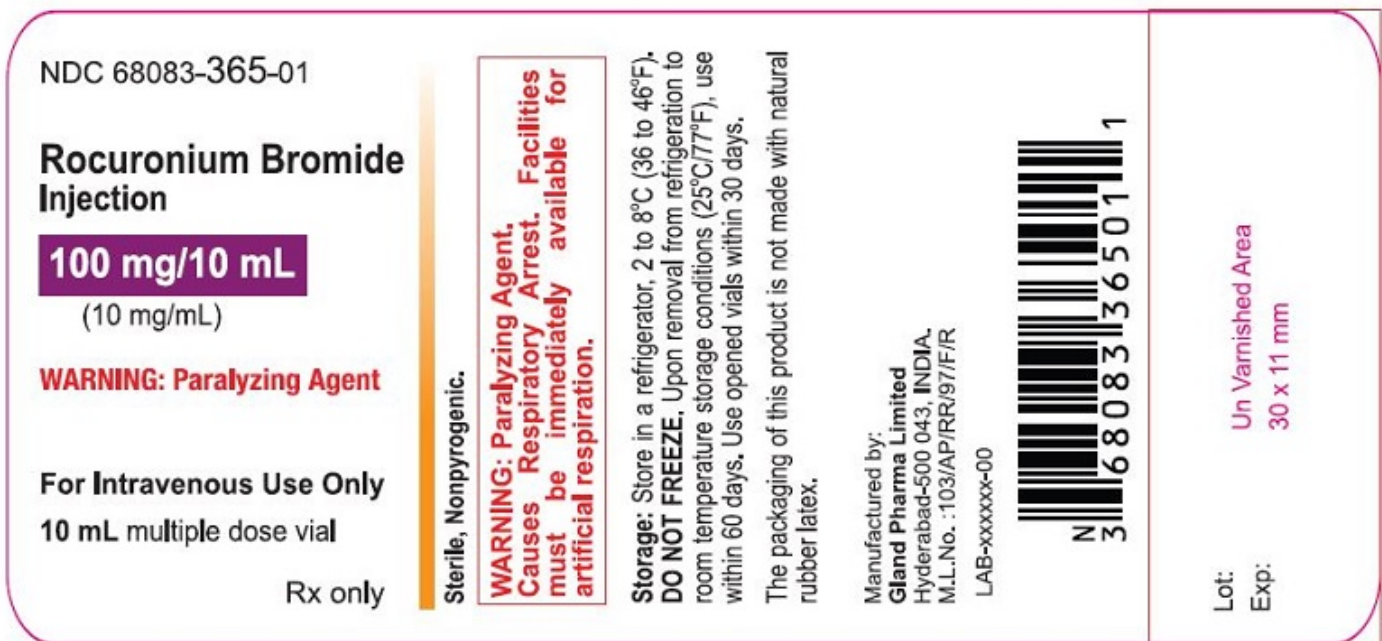 NDC 68083-365-01
Rocuronium Bromide
Injection
100 mg/10 mL
(10 mg/mL)
WARNING: Paralyzing Agent
For Intravenous Use Only
10 mL multiple dose vial
Rx only
Sterile, Nonpyrogenic.
WARNING: Paralyzing Agent.
Causes Respiratory Arrest. Facilities
must be immediately available for
artificial respiration.
Storage: Store in a refrigerator, 2 to 8°C (36 to 46°F).
DO NOT FREEZE. Upon removal from refrigeration to
room temperature storage conditions (25°C/77°F), use
within 60 days. Use opened vials within 30 days.
The packaging of this product is not made with natural
rubber latex.
Manufactured by:
Gland Pharma Limited
Hyderabad-500 043, INDIA.
M.L.No. :103/AP/RR/97/F/R
LAB-xxxxxx-00
N
3 68083 36501 1
Un Varnished Area
30 x 11 mm
Lot:
Exp: